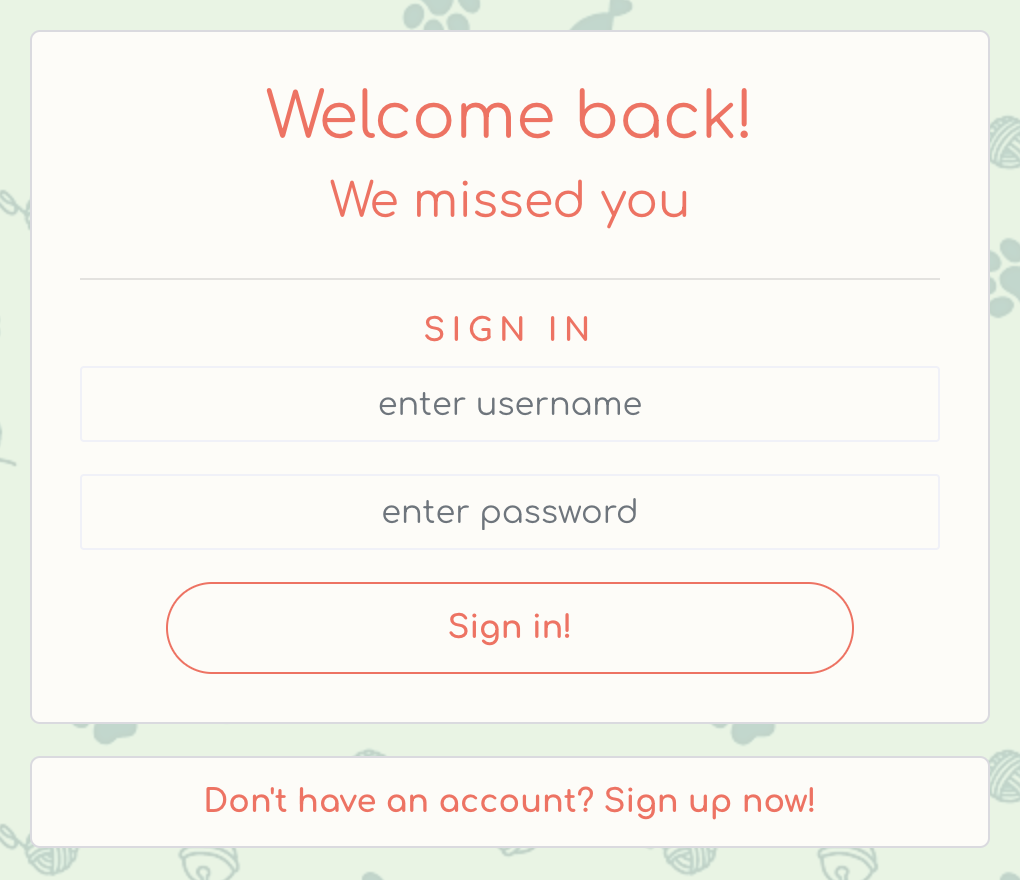 Welcome back!
We missed you
SIGN IN
enter username
enter password
Sign in!
Don't have an account? Sign up now!